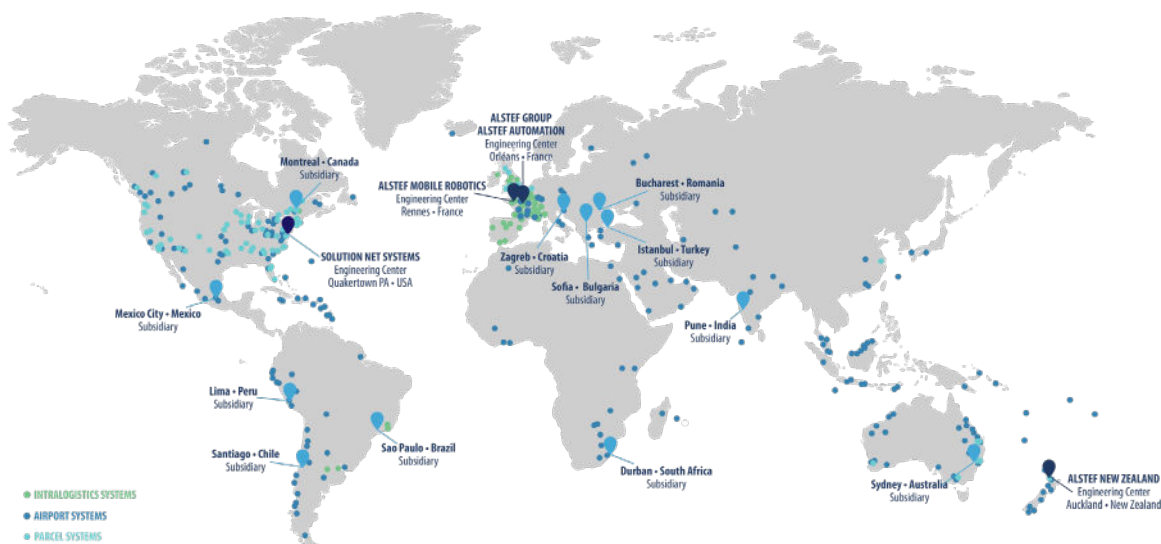 ALSTEF GROUP
ALSTEF AUTOMATION
Engineering Center
Orléans • France
Montreal • Canada
Subsidiary
ALSTEF MOBILE ROBOTICS
Engineering Center
Rennes • France
Bucharest • Romania
Subsidiary
SOLUTION NET SYSTEMS
Engineering Center
Quakertown PA • USA
Zagreb • Croatia
Subsidiary
Istanbul • Turkey
Subsidiary
Sofia • Bulgaria
Subsidiary
Mexico City • Mexico
Subsidiary
Pune • India
Subsidiary
Lima • Peru
Subsidiary
Sao Paulo • Brazil
Subsidiary
Santiago • Chile
Subsidiary
Durban • South Africa
Subsidiary
Sydney • Australia
Subsidiary
ALSTEF NEW ZEALAND
Engineering Center
Auckland • New Zealand
INTRALOGISTICS SYSTEMS
AIRPORT SYSTEMS
PARCEL SYSTEMS